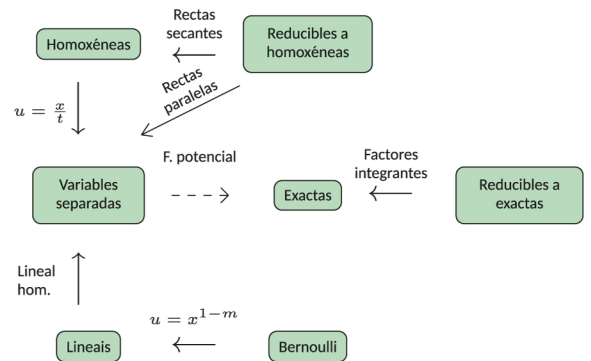 Rectas
secantes
Homoxéneas
Reducibles a
homoxéneas
Rectas
paralelas
u = x/t
F. potencial
Factores
integrantes
Variables
separadas
Exactas
Reducibles a
exactas
Lineal
hom.
u = x^{1−m}
Lineais
Bernoulli